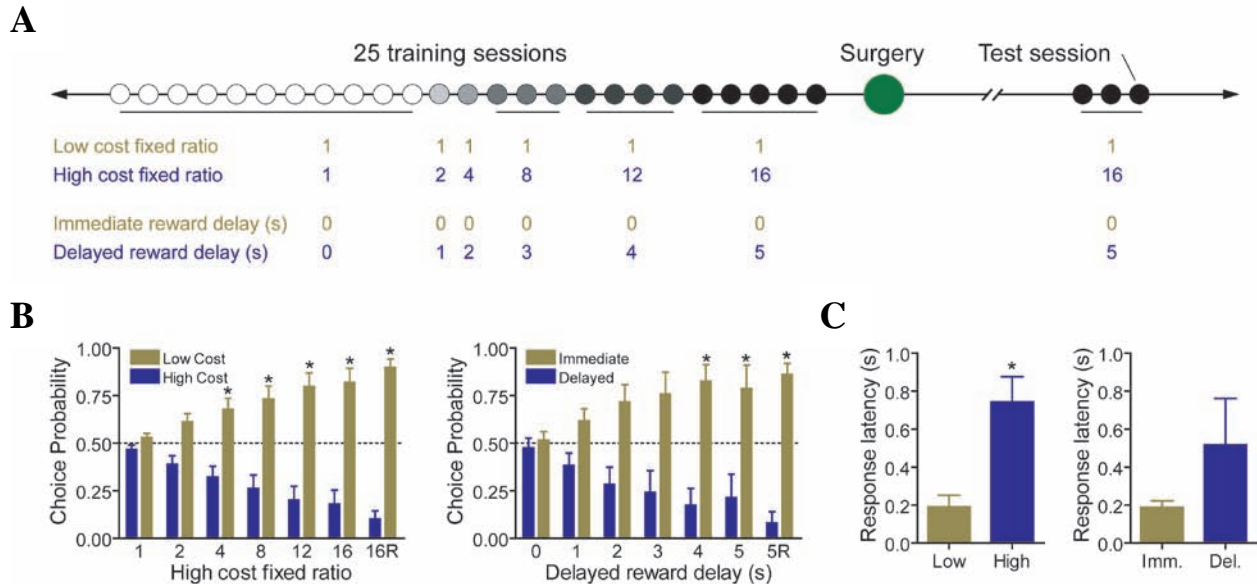 A
25 training sessions
Surgery
Test session
Low cost fixed ratio 1 1 1 1 1 1 1
High cost fixed ratio 1 2 4 8 12 16 16
Immediate reward delay (s) 0 0 0 0 0 0 0
Delayed reward delay (s) 0 1 2 3 4 5 5
B
Choice Probability
1.00
0.75
0.50
0.25
0.00
Low Cost
High Cost
* * * * *
1 2 4 8 12 16 16R
High cost fixed ratio
Choice Probability
1.00
0.75
0.50
0.25
0.00
Immediate
Delayed
* * *
0 1 2 3 4 5 5R
Delayed reward delay (s)
C
Response latency (s)
1.0
0.8
0.6
0.4
0.2
0.0
*
Low High
Response latency (s)
1.0
0.8
0.6
0.4
0.2
0.0
Imm. Del.